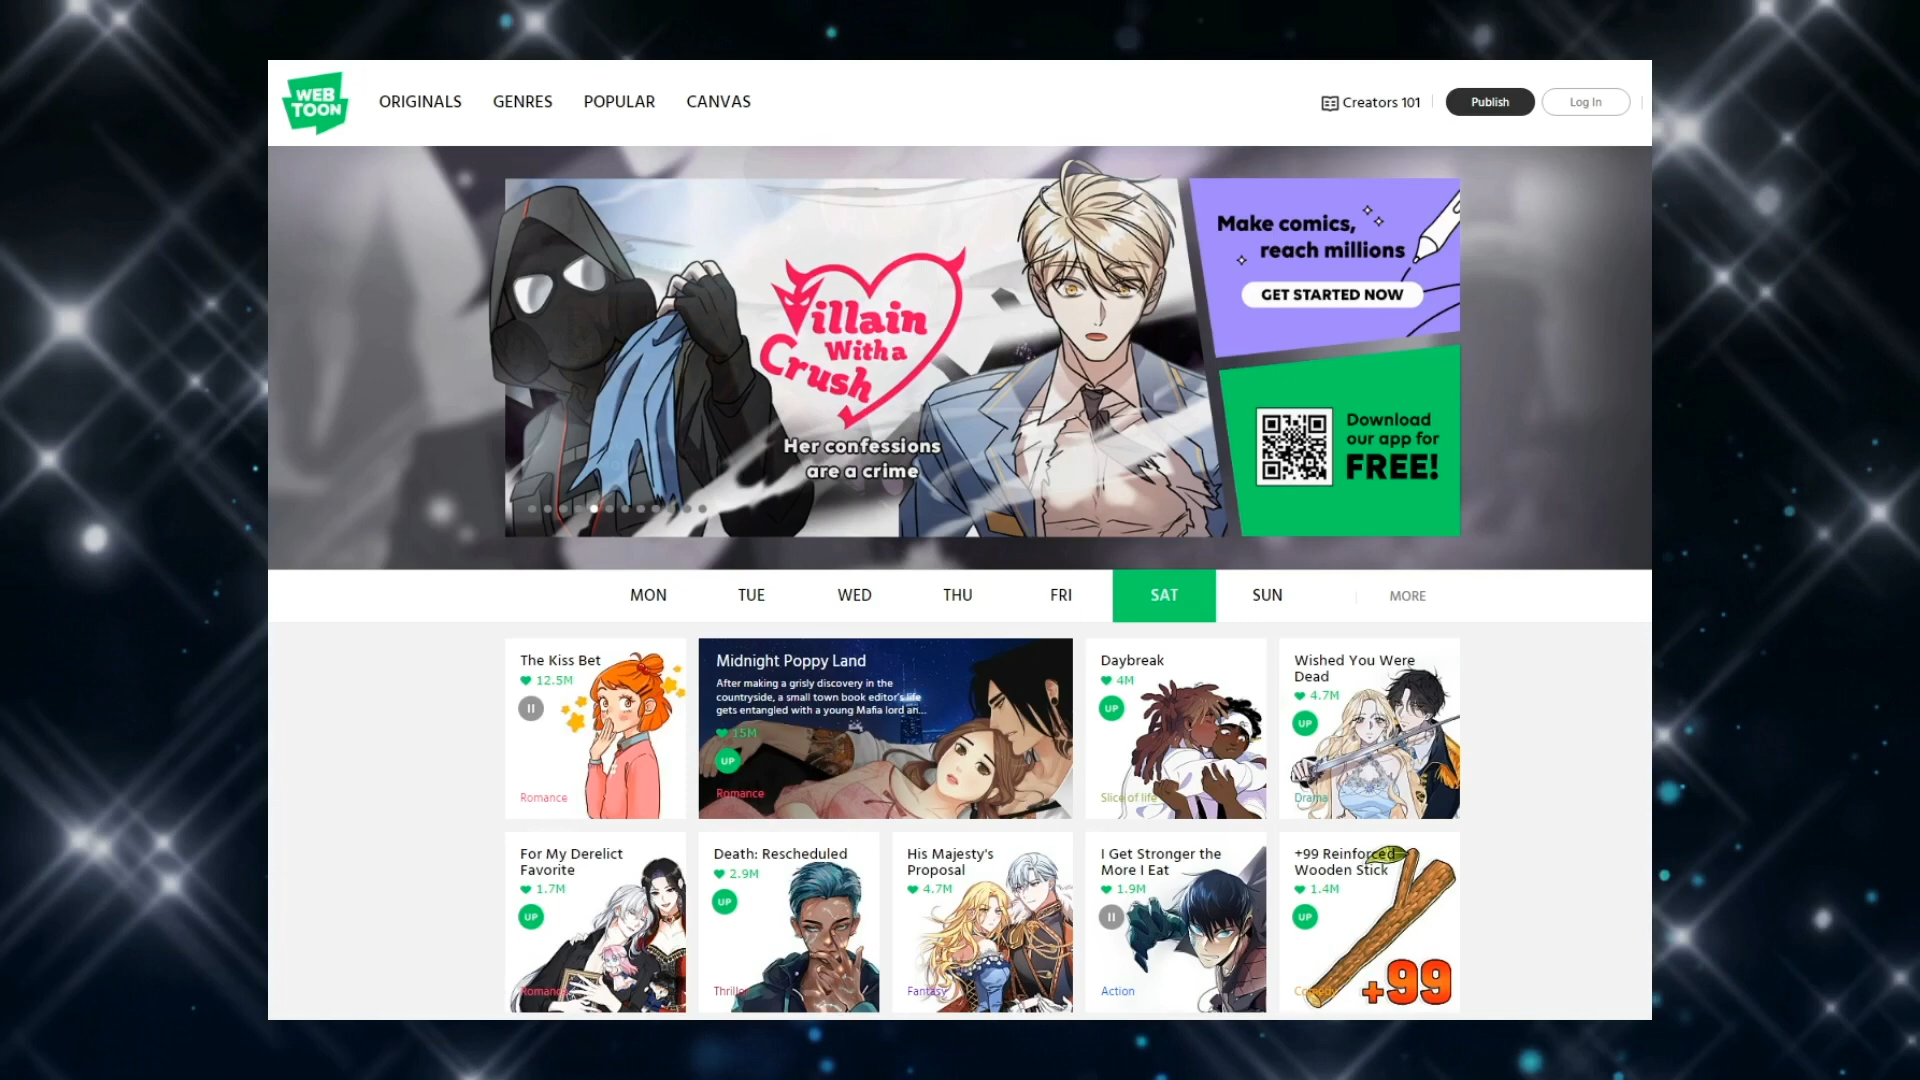 WEB
TOON
ORIGINALS
GENRES
POPULAR
CANVAS
Creators 101
Publish
Log In
Villain
With a
Crush
Her confessions
are a crime
Make comics,
reach millions
GET STARTED NOW
Download
our app for
FREE!
MON
TUE
WED
THU
FRI
SAT
SUN
MORE
The Kiss Bet
12.5M
Romance
Midnight Poppy Land
After making a grisly discovery in the
countryside, a small town book editor's life
gets entangled with a young Mafia lord an...
15M
UP
Romance
Daybreak
4M
UP
Slice of life
Wished You Were
Dead
4.7M
UP
Drama
For My Derelict
Favorite
1.7M
UP
Romance
Death: Rescheduled
2.9M
UP
Thriller
His Majesty's
Proposal
4.7M
Fantasy
I Get Stronger the
More I Eat
1.9M
Action
+99 Reinforced
Wooden Stick
1.4M
UP
Comedy
+99